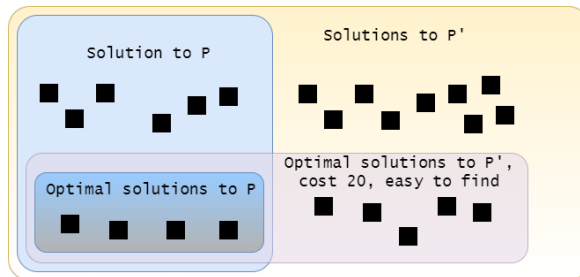 Solution to P
Solutions to P'
Optimal solutions to P
Optimal solutions to P',
cost 20, easy to find